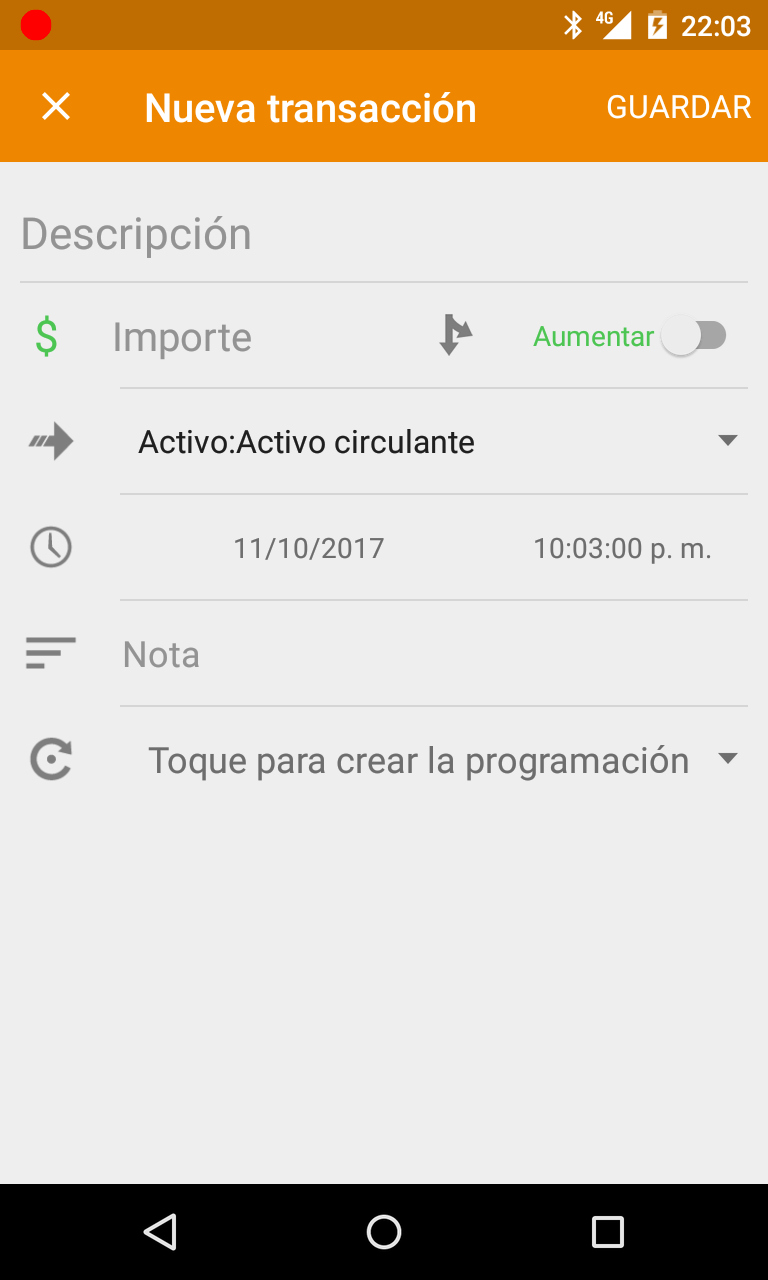 4G 22:03
Nueva transacción GUARDAR
Descripción
$ Importe Aumentar
Activo:Activo circulante
11/10/2017 10:03:00 p. m.
Nota
Toque para crear la programación